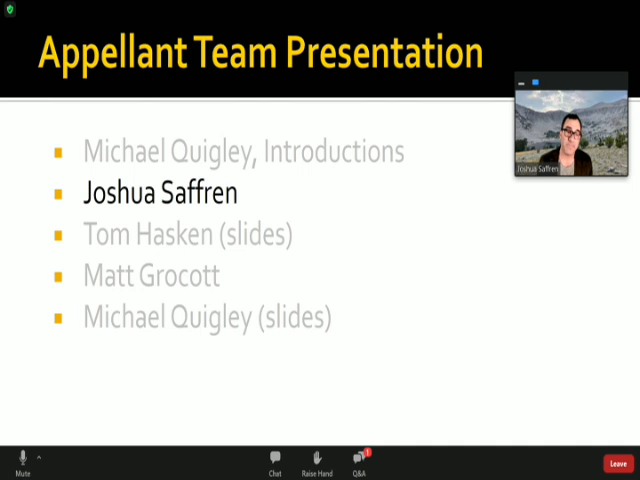 Appellant Team Presentation
Michael Quigley, Introductions
Joshua Saffren
Tom Hasken (slides)
Matt Grocott
Michael Quigley (slides)
Joshua Saffren
Mute
Chat
Raise Hand
Q&A
1
Leave